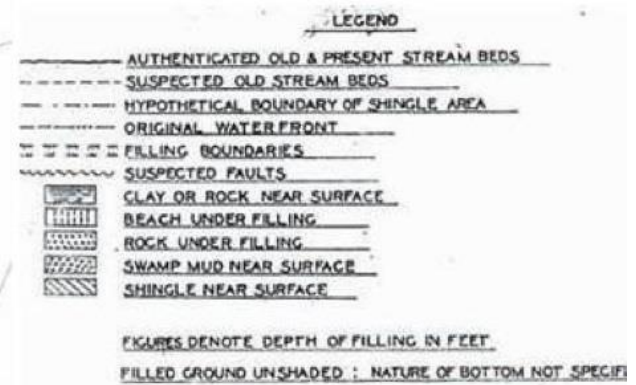 LEGEND
AUTHENTICATED OLD & PRESENT STREAM BEDS
SUSPECTED OLD STREAM BEDS
HYPOTHETICAL BOUNDARY OF SHINGLE AREA
ORIGINAL WATERFRONT
FILLING BOUNDARIES
SUSPECTED FAULTS
CLAY OR ROCK NEAR SURFACE
BEACH UNDER FILLING
ROCK UNDER FILLING
SWAMP MUD NEAR SURFACE
SHINGLE NEAR SURFACE
FIGURES DENOTE DEPTH OF FILLING IN FEET
FILLED GROUND UNSHADED : NATURE OF BOTTOM NOT SPECIFI